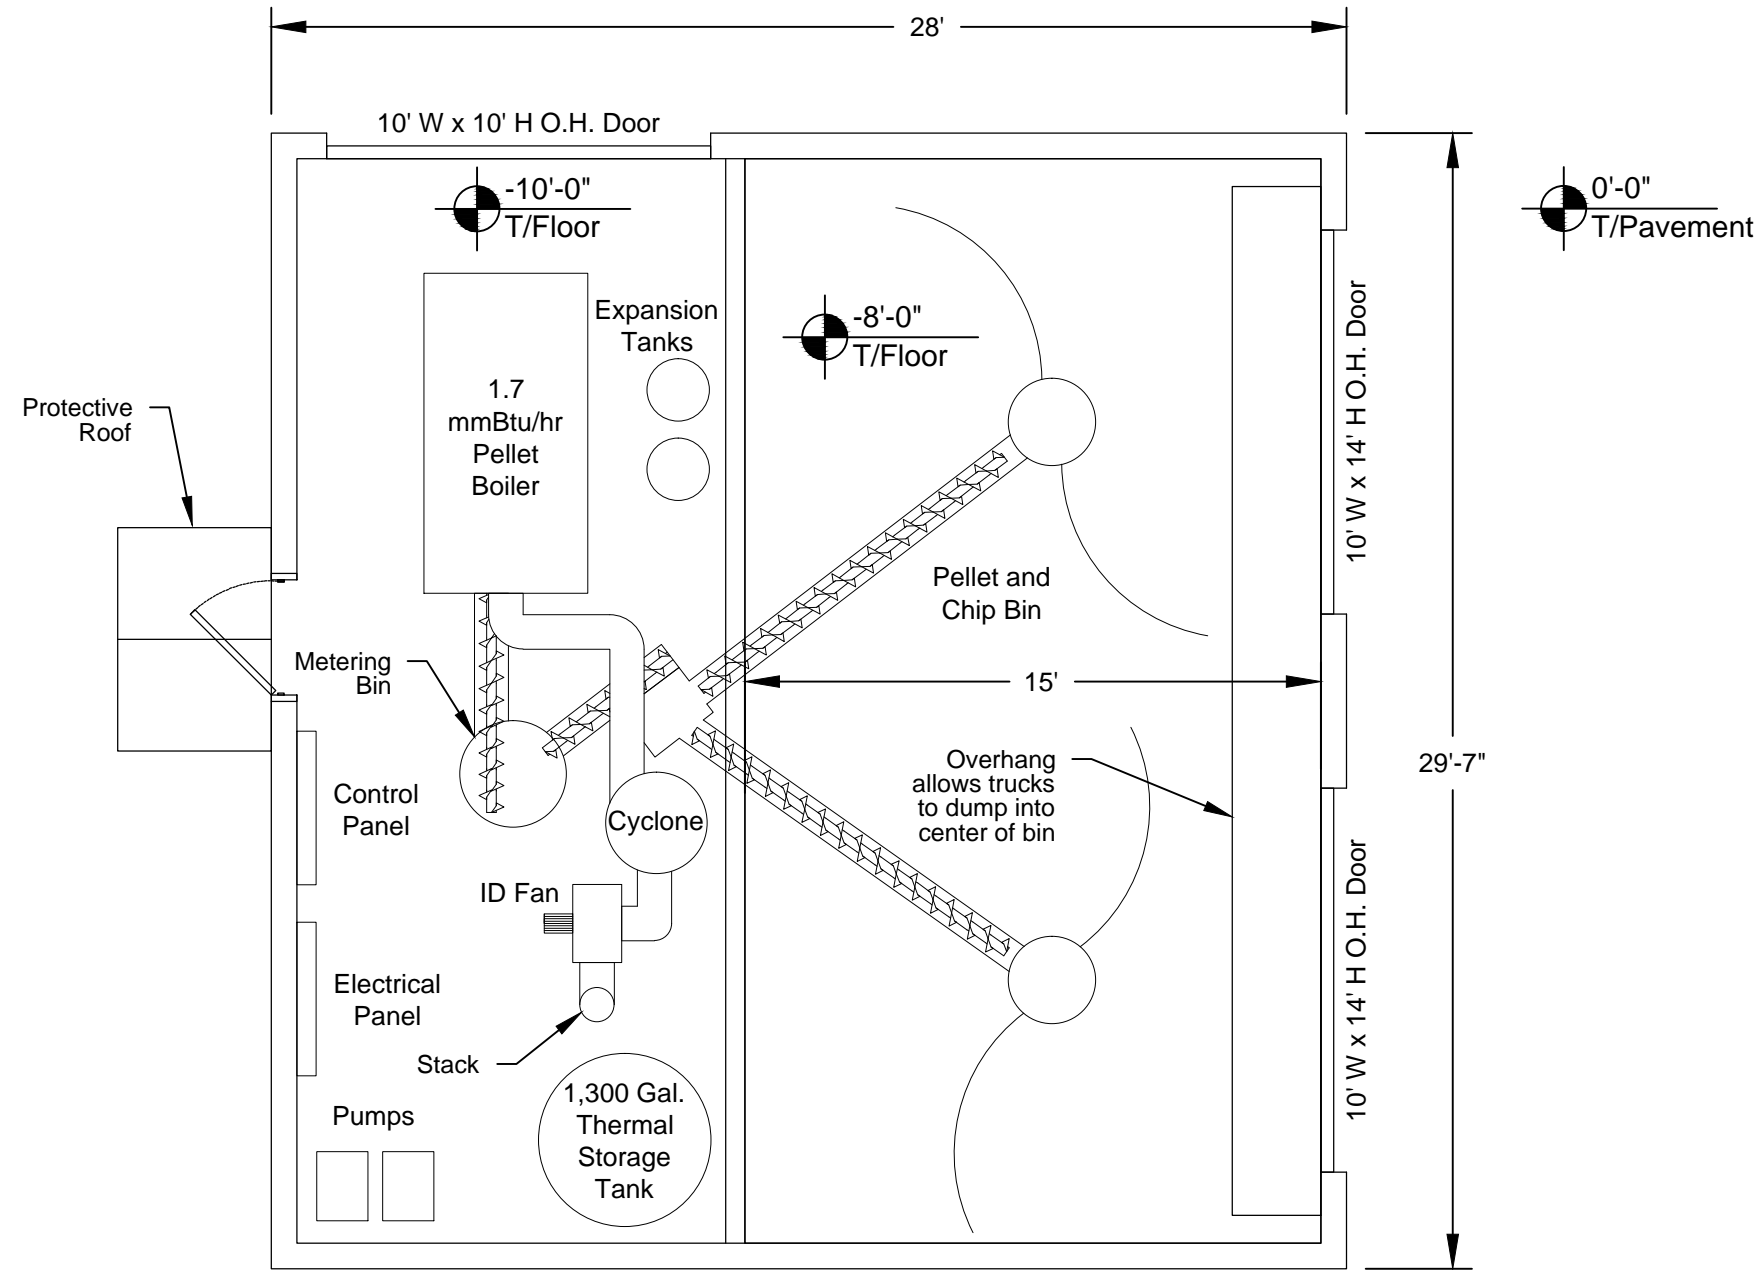 28'
10' W x 10' H O.H. Door
-10'-0"
T/Floor
0'-0"
T/Pavement
Expansion
Tanks
-8'-0"
T/Floor
10' W x 14' H O.H. Door
1.7
mmBtu/hr
Pellet
Boiler
Protective
Roof
Pellet and
Chip Bin
Metering
Bin
15'
29'-7"
Overhang
allows trucks
to dump into
center of bin
Control
Panel
Cyclone
10' W x 14' H O.H. Door
ID Fan
Electrical
Panel
Stack
1,300 Gal.
Thermal
Storage
Tank
Pumps